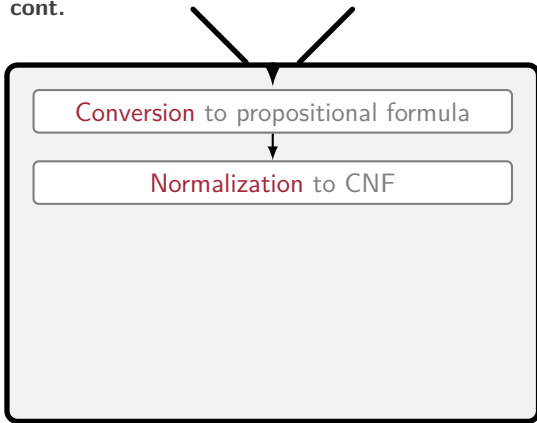 cont.
Conversion to propositional formula
Normalization to CNF